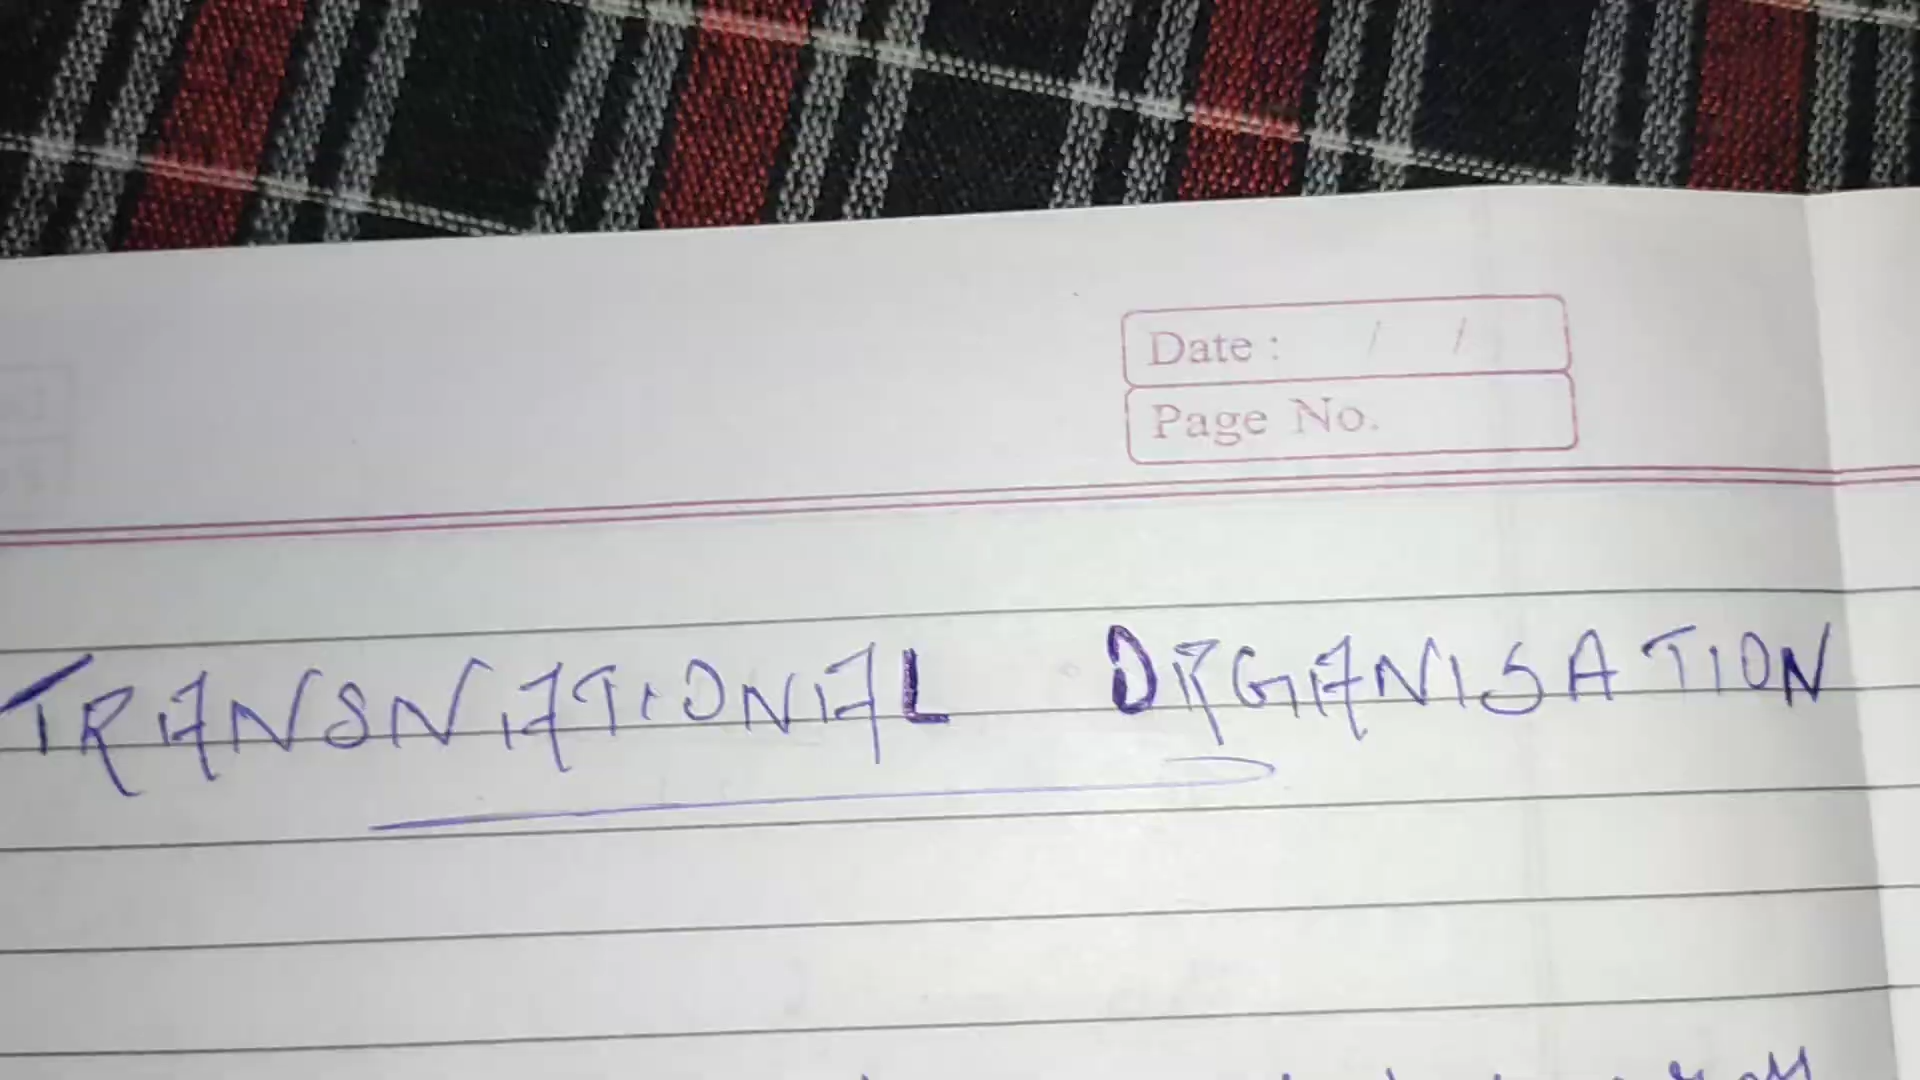 Date : / /
Page No.
TRANSNATIONAL ORGANISATION